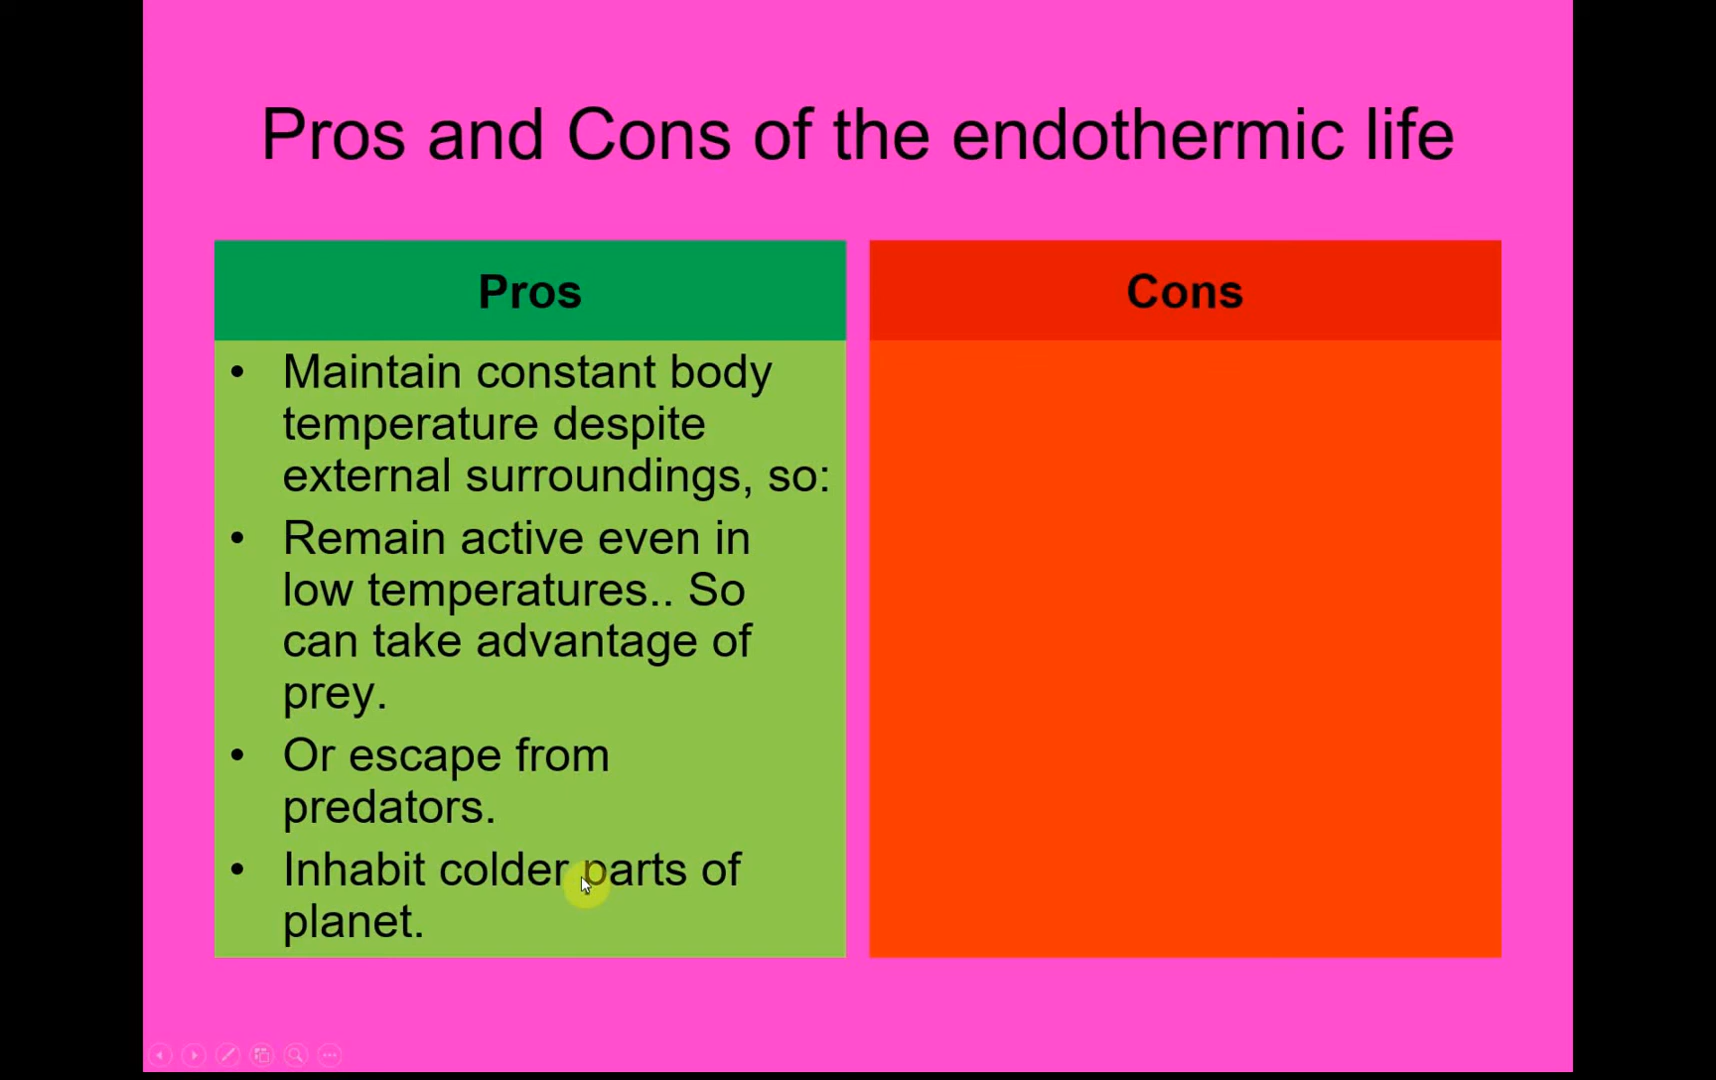 Pros and Cons of the endothermic life
Pros
• Maintain constant body
temperature despite
external surroundings, so:
• Remain active even in
low temperatures.. So
can take advantage of
prey.
• Or escape from
predators.
• Inhabit colder parts of
planet.
Cons